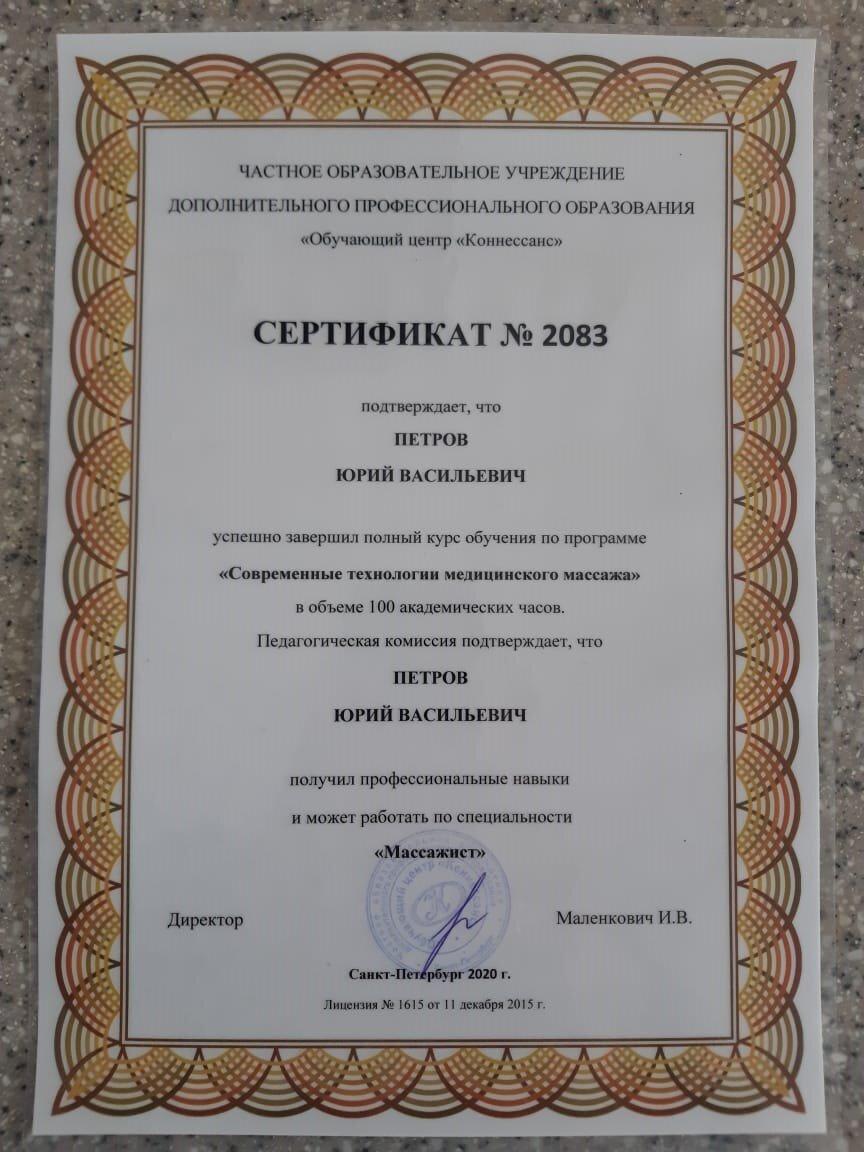 ЧАСТНОЕ ОБРАЗОВАТЕЛЬНОЕ УЧРЕЖДЕНИЕ
ДОПОЛНИТЕЛЬНОГО ПРОФЕССИОНАЛЬНОГО ОБРАЗОВАНИЯ
«Обучающий центр «Коннессанс»
СЕРТИФИКАТ № 2083
подтверждает, что
ПЕТРОВ
ЮРИЙ ВАСИЛЬЕВИЧ
успешно завершил полный курс обучения по программе
«Современные технологии медицинского массажа»
в объеме 100 академических часов.
Педагогическая комиссия подтверждает, что
ПЕТРОВ
ЮРИЙ ВАСИЛЬЕВИЧ
получил профессиональные навыки
и может работать по специальности
«Массажист»
Директор Маленкович И.В.
Санкт-Петербург 2020 г.
Лицензия № 1615 от 11 декабря 2015 г.